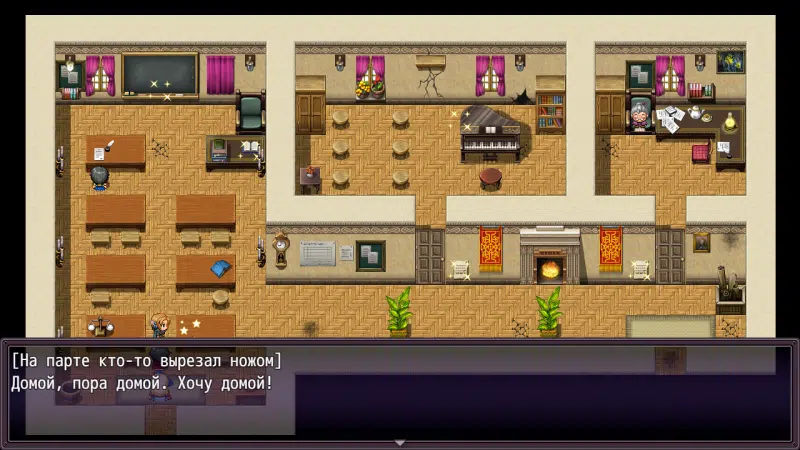 [На парте кто-то вырезал ножом]
Домой, пора домой. Хочу домой!